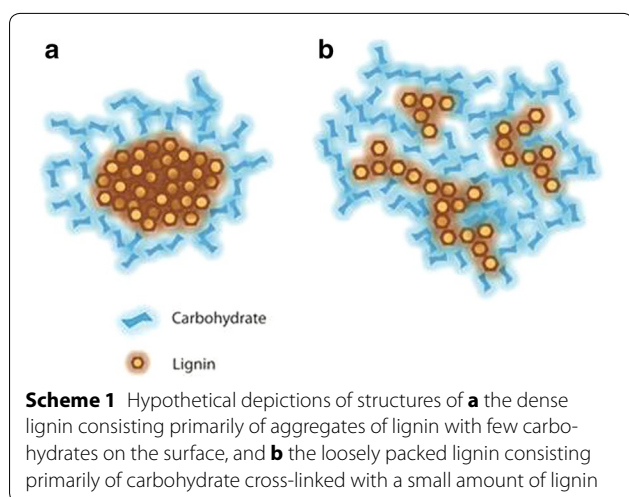 a
b
Carbohydrate
Lignin
Scheme 1 Hypothetical depictions of structures of a the dense
lignin consisting primarily of aggregates of lignin with few carbo-
hydrates on the surface, and b the loosely packed lignin consisting
primarily of carbohydrate cross-linked with a small amount of lignin